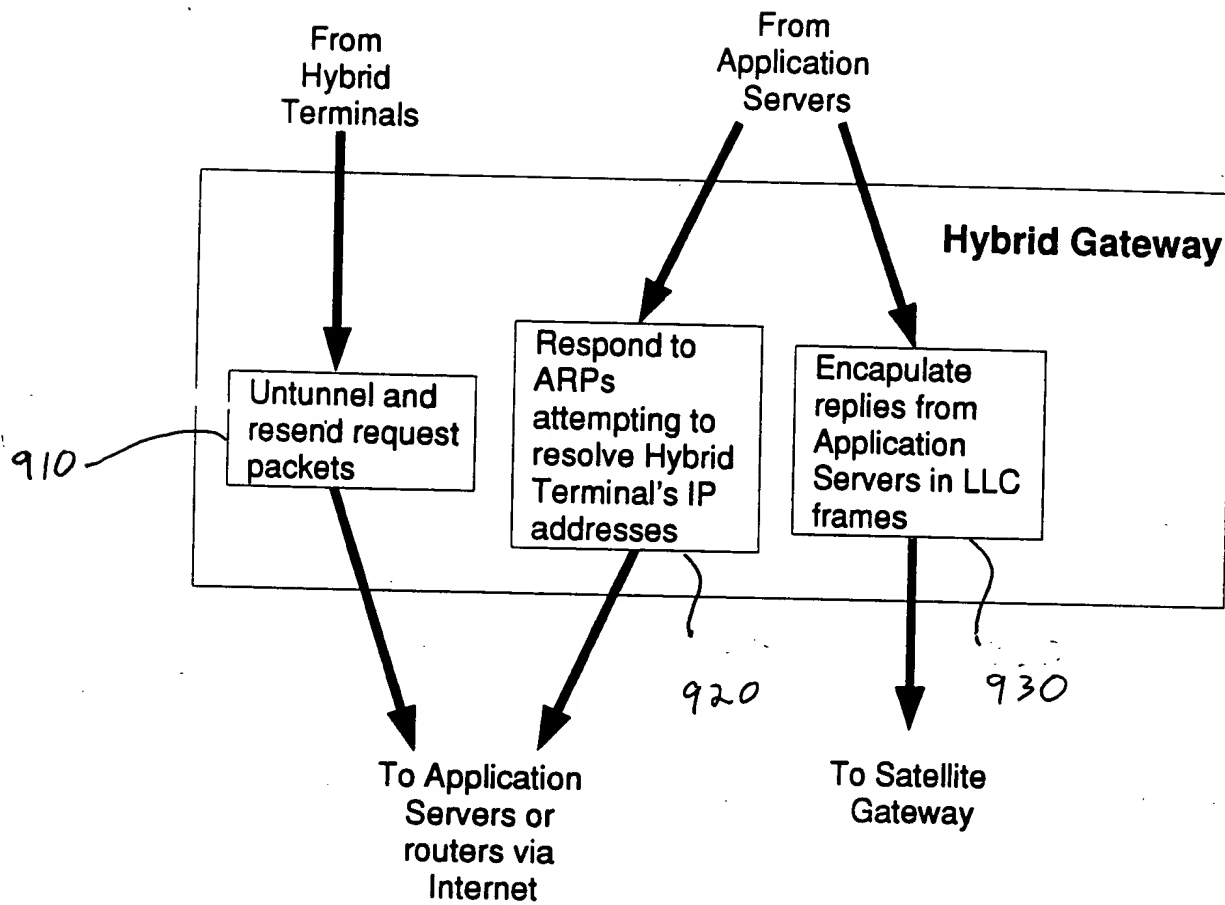 From
Hybrid
Terminals
From
Application
Servers
Hybrid Gateway
Untunnel and
resend request
packets
Respond to
ARPs
attempting to
resolve Hybrid
Terminal's IP
addresses
Encapulate
replies from
Application
Servers in LLC
frames
910
920
930
To Application
Servers or
routers via
Internet
To Satellite
Gateway